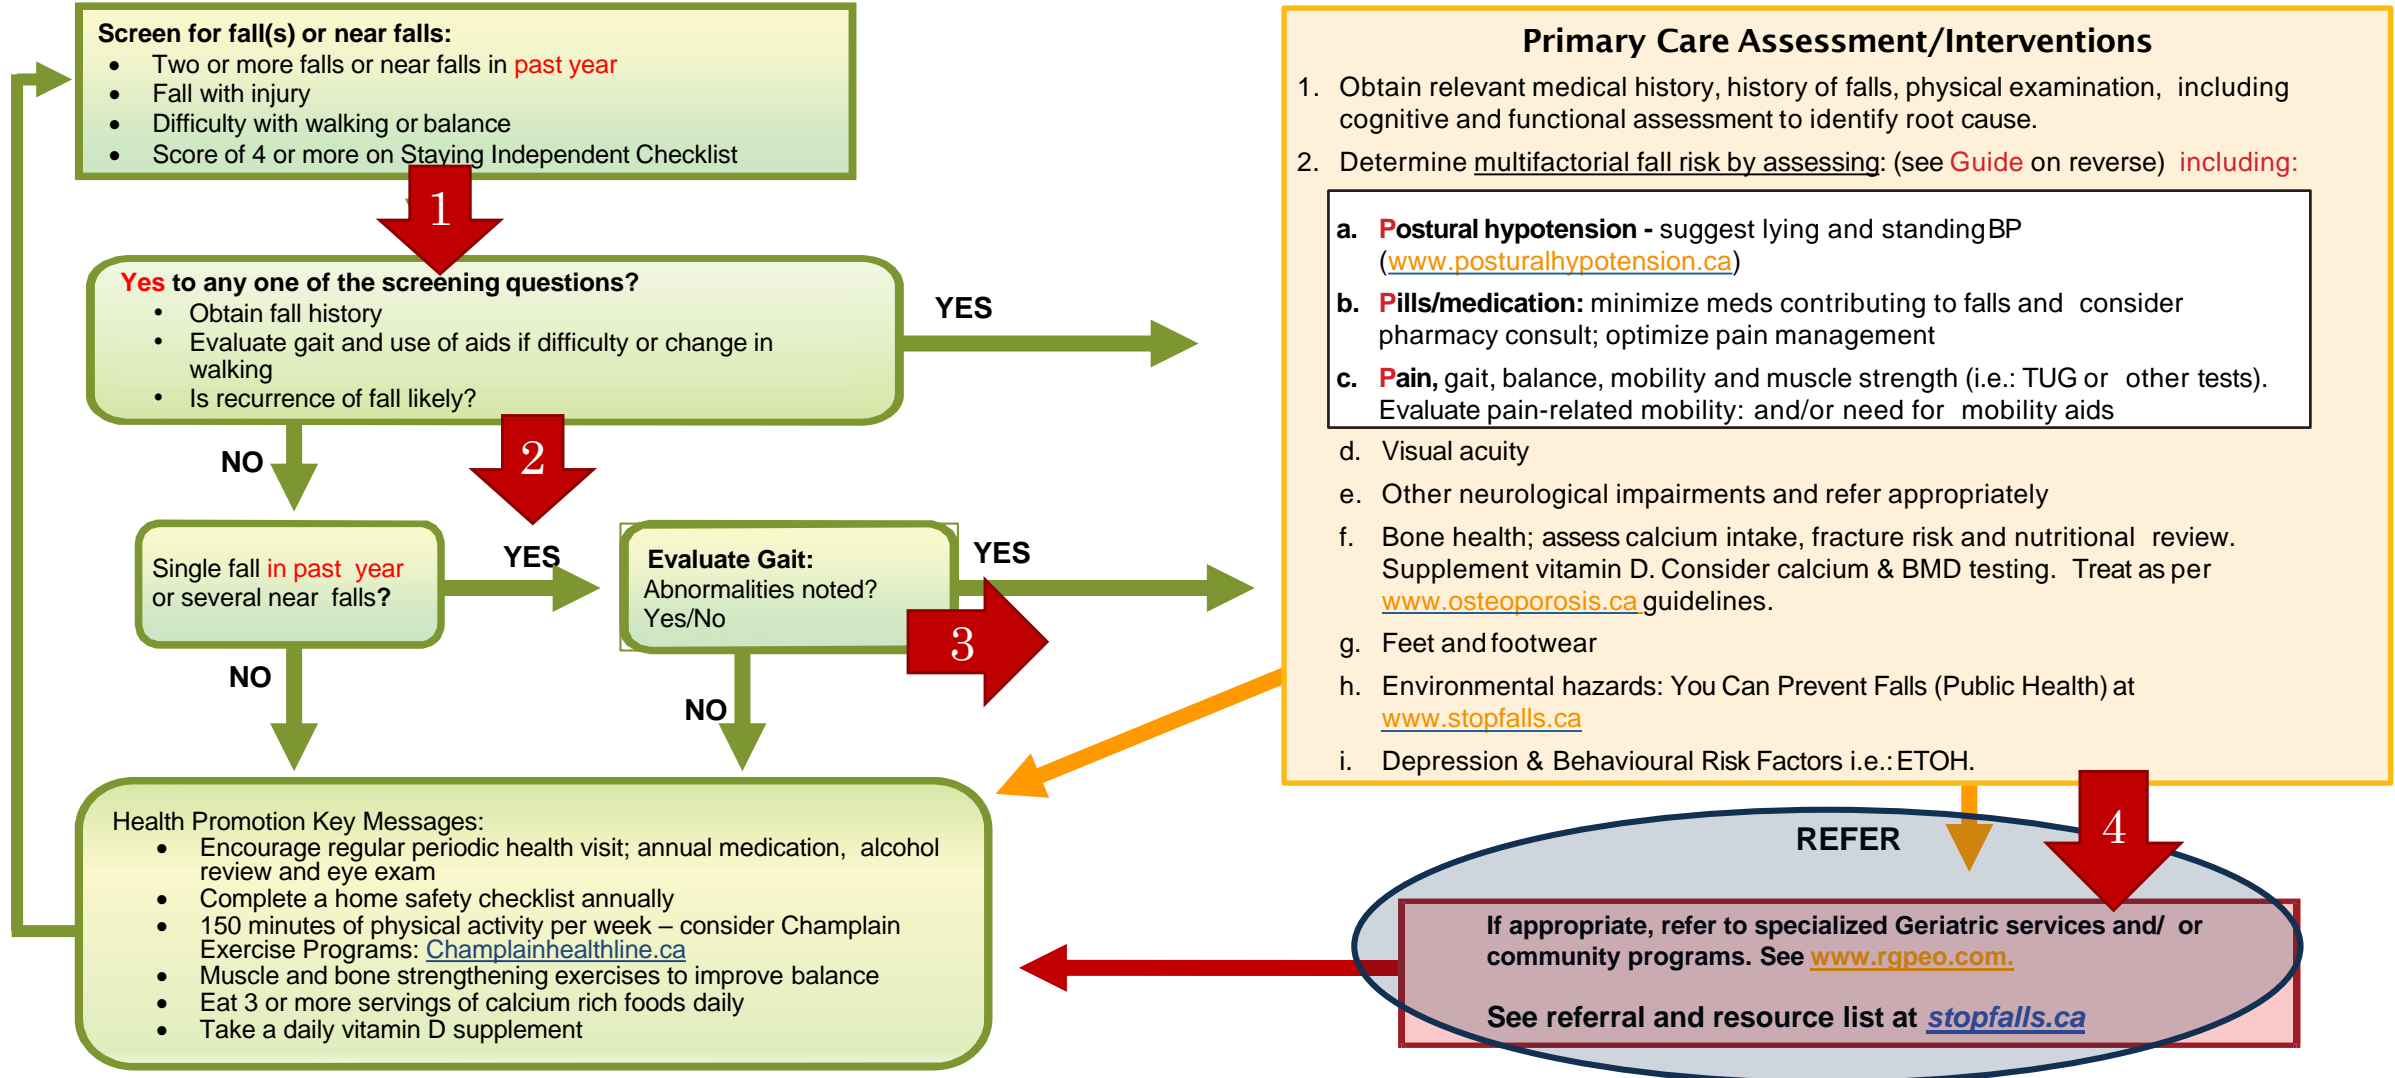 Screen for fall(s) or near falls:
• Two or more falls or near falls in past year
• Fall with injury
• Difficulty with walking or balance
• Score of 4 or more on Staying Independent Checklist
1
Yes to any one of the screening questions?
• Obtain fall history
• Evaluate gait and use of aids if difficulty or change in
walking
• Is recurrence of fall likely?
YES
NO
2
Single fall in past year
or several near falls?
YES
Evaluate Gait:
Abnormalities noted?
Yes/No
YES
3
NO
NO
Health Promotion Key Messages:
• Encourage regular periodic health visit; annual medication, alcohol
review and eye exam
• Complete a home safety checklist annually
• 150 minutes of physical activity per week – consider Champlain
Exercise Programs: Champlainhealthline.ca
• Muscle and bone strengthening exercises to improve balance
• Eat 3 or more servings of calcium rich foods daily
• Take a daily vitamin D supplement
Primary Care Assessment/Interventions
1. Obtain relevant medical history, history of falls, physical examination, including
cognitive and functional assessment to identify root cause.
2. Determine multifactorial fall risk by assessing: (see Guide on reverse) including:
a. Postural hypotension - suggest lying and standing BP
(www.posturalhypotension.ca)
b. Pills/medication: minimize meds contributing to falls and consider
pharmacy consult; optimize pain management
c. Pain, gait, balance, mobility and muscle strength (i.e.: TUG or other tests).
Evaluate pain-related mobility: and/or need for mobility aids
d. Visual acuity
e. Other neurological impairments and refer appropriately
f. Bone health; assess calcium intake, fracture risk and nutritional review.
Supplement vitamin D. Consider calcium & BMD testing. Treat as per
www.osteoporosis.ca guidelines.
g. Feet and footwear
h. Environmental hazards: You Can Prevent Falls (Public Health) at
www.stopfalls.ca
i. Depression & Behavioural Risk Factors i.e.: ETOH.
4
REFER
If appropriate, refer to specialized Geriatric services and/ or
community programs. See www.rgpeo.com.
See referral and resource list at stopfalls.ca